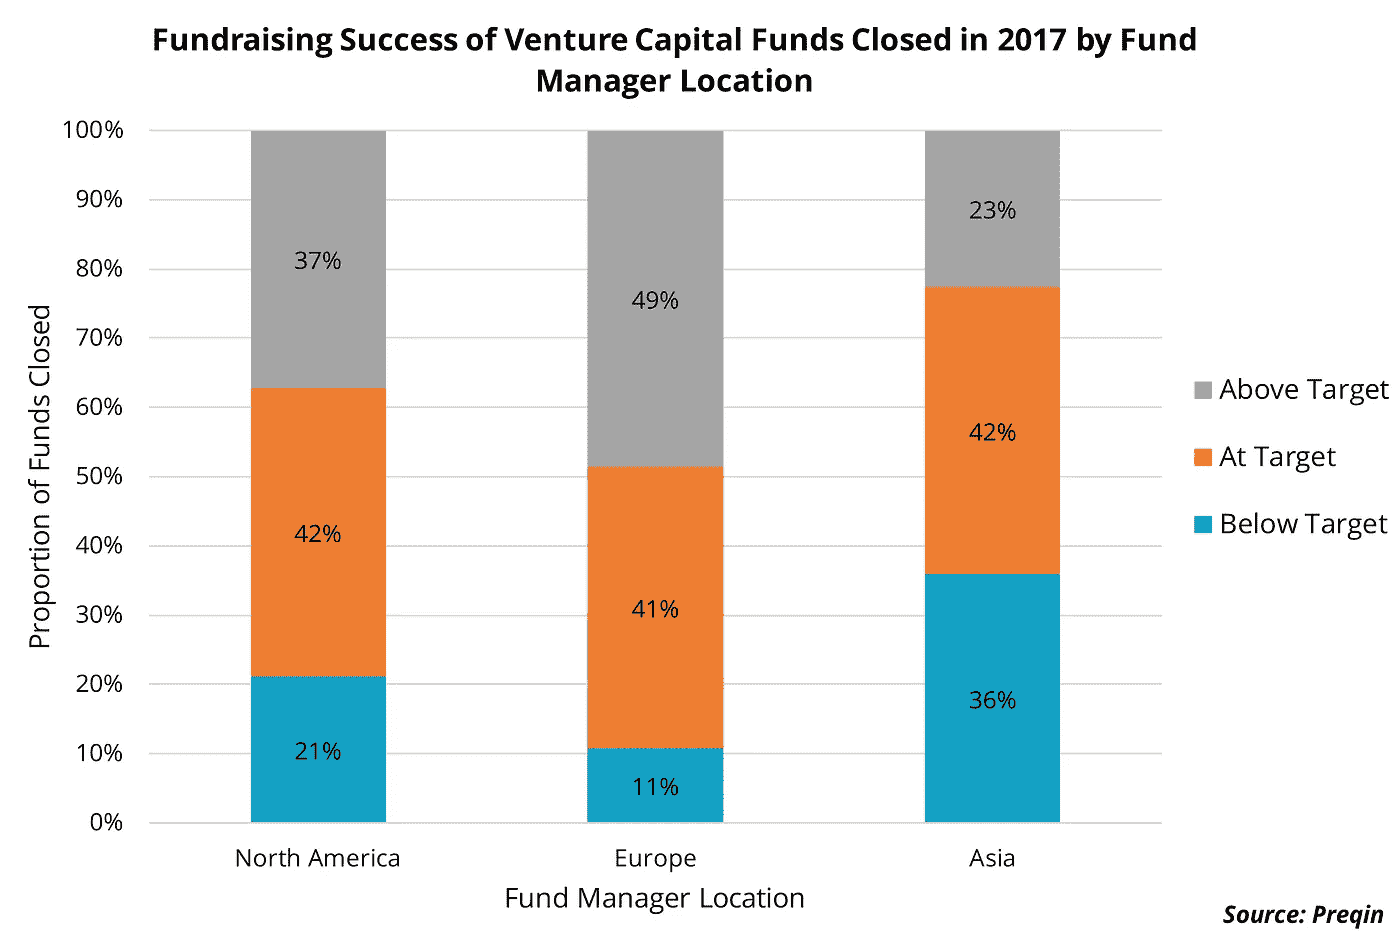 Fundraising Success of Venture Capital Funds Closed in 2017 by Fund
Manager Location
100%
90%
80%
70%
60%
50%
40%
30%
20%
10%
0%
Proportion of Funds Closed
37%
42%
21%
49%
41%
11%
23%
42%
36%
North America
Europe
Asia
Fund Manager Location
Above Target
At Target
Below Target
Source: Preqin